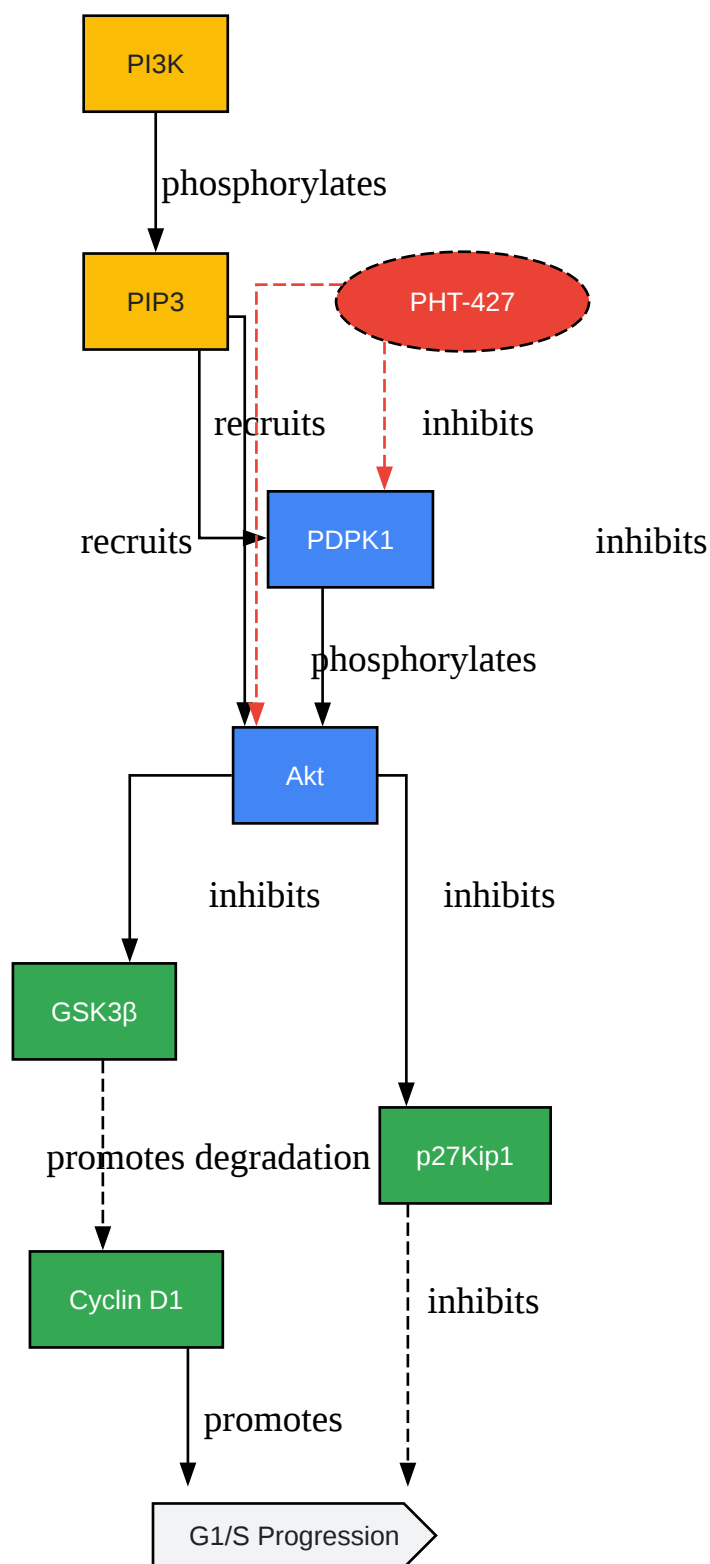 PI3K
phosphorylates
PIP3
PHT-427
recruits
inhibits
recruits
PDPK1
inhibits
phosphorylates
Akt
inhibits
inhibits
GSK3β
promotes degradation
p27Kip1
Cyclin D1
inhibits
promotes
G1/S Progression